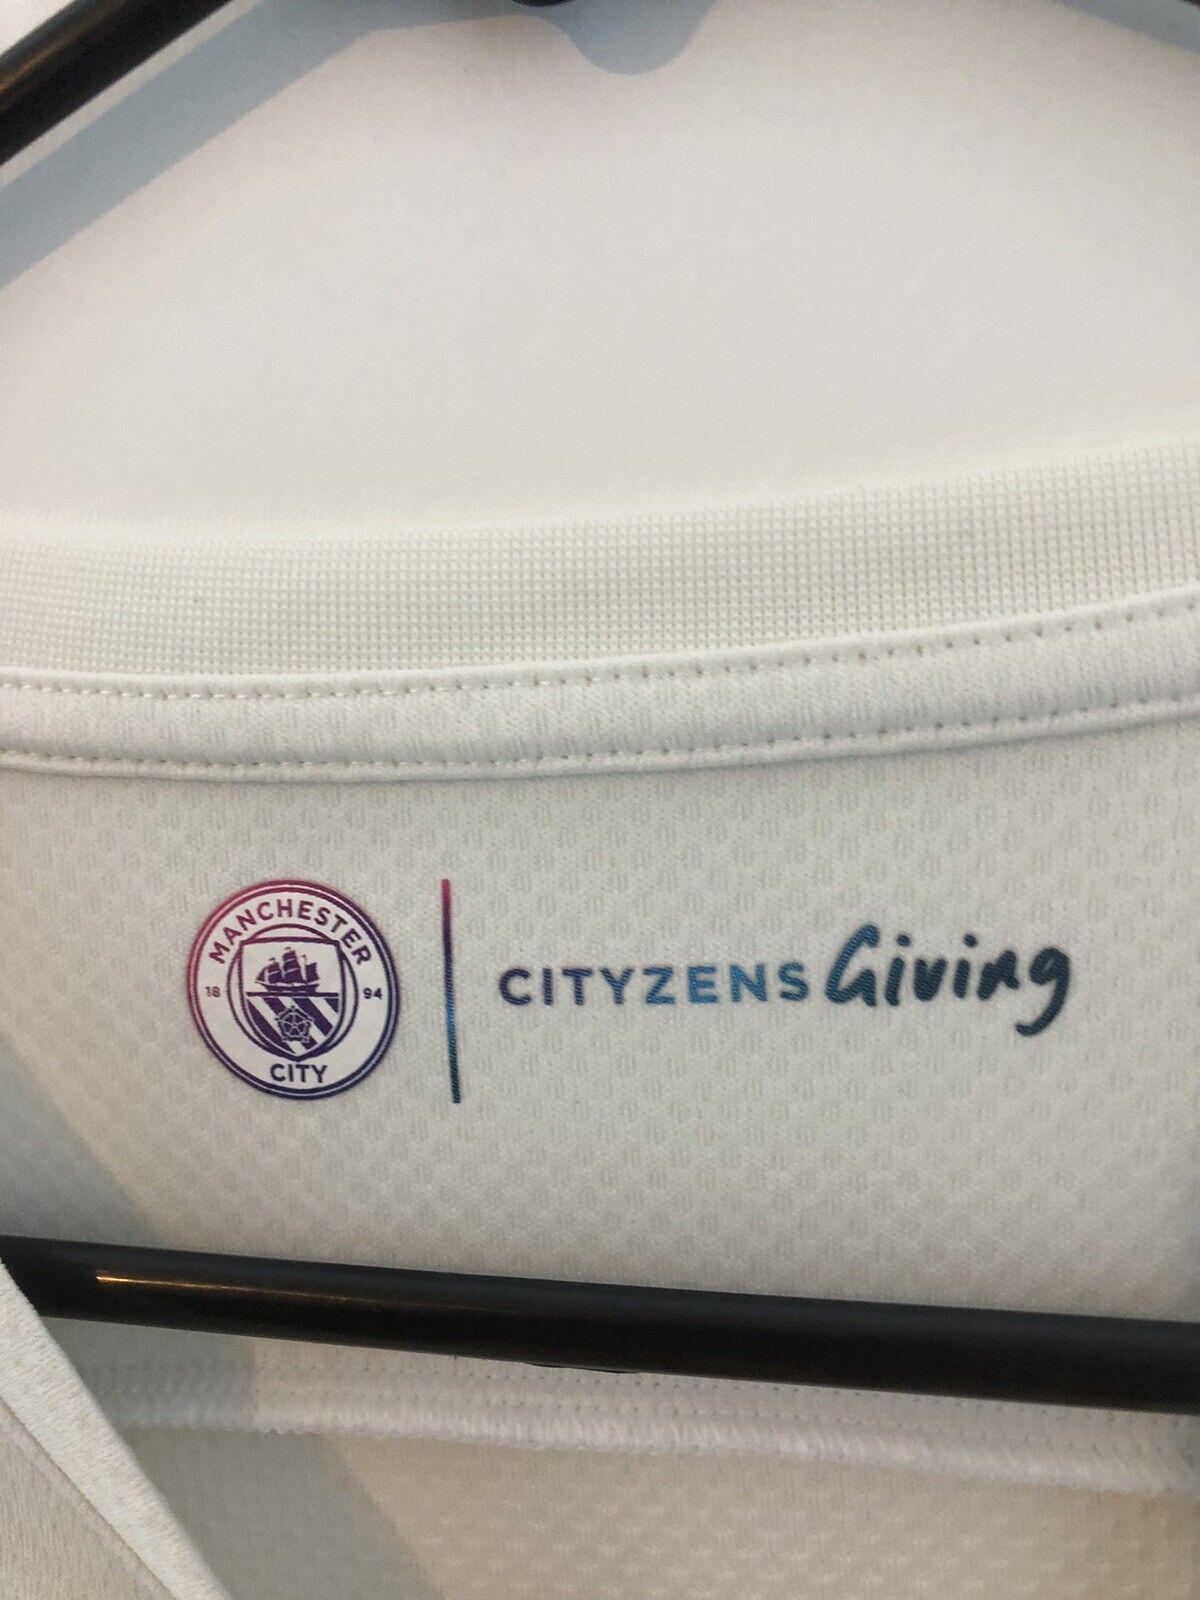 MANCHESTER
18 94
CITY
CITYZENS Giving